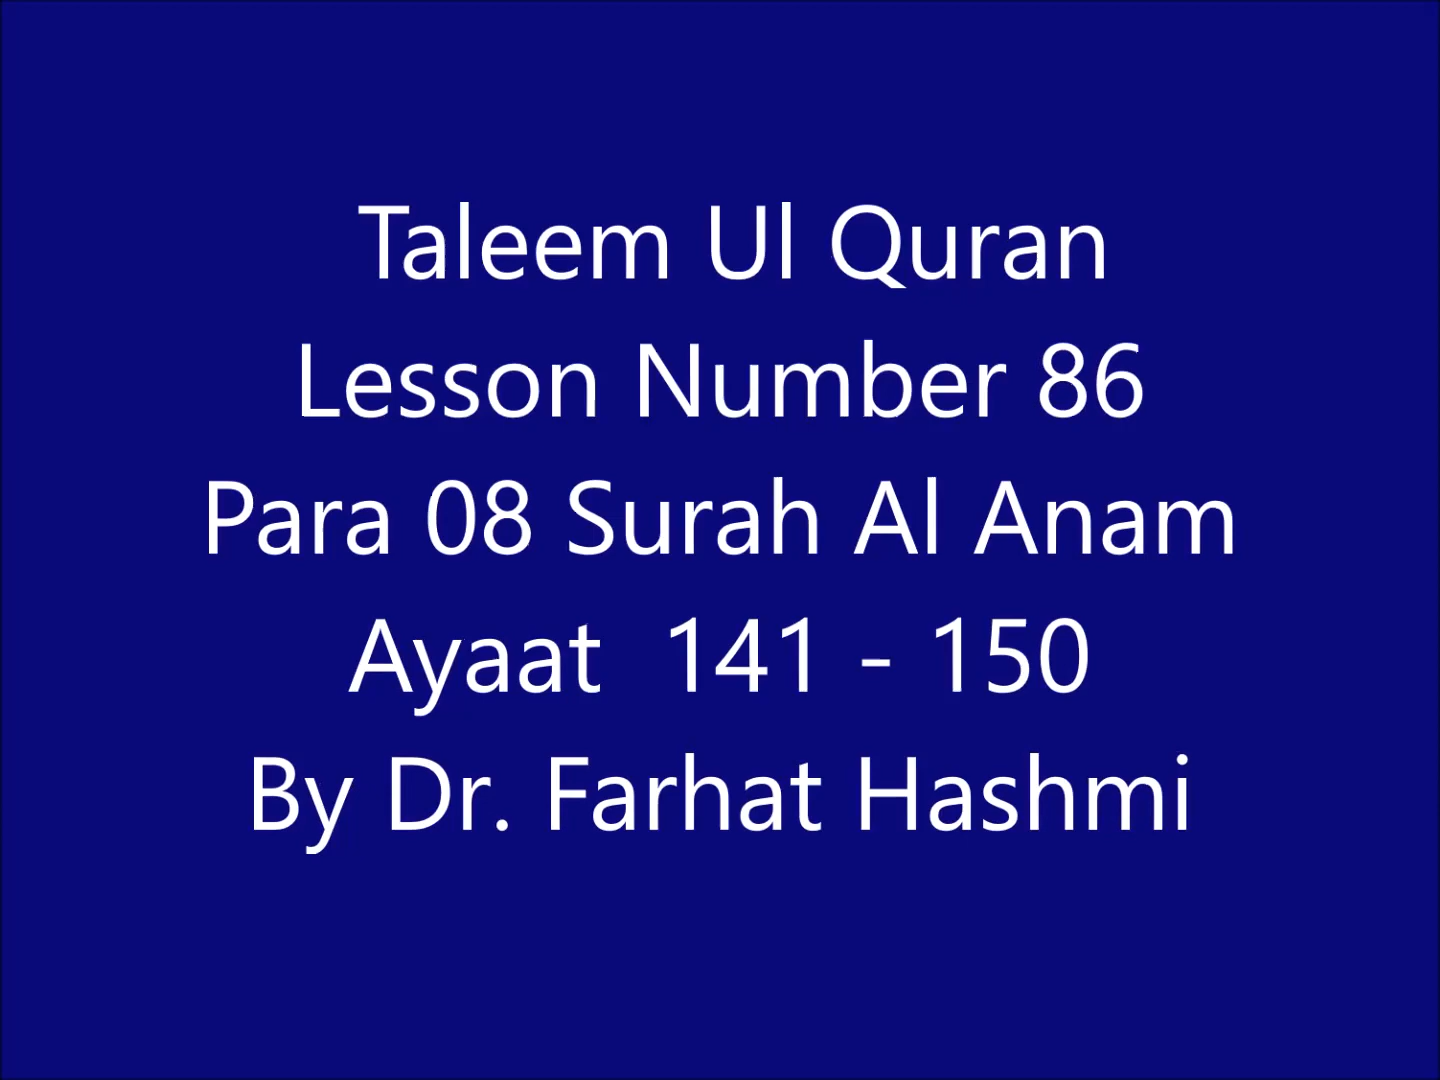 Taleem Ul Quran
Lesson Number 86
Para 08 Surah Al Anam
Ayaat  141 - 150
By Dr. Farhat Hashmi